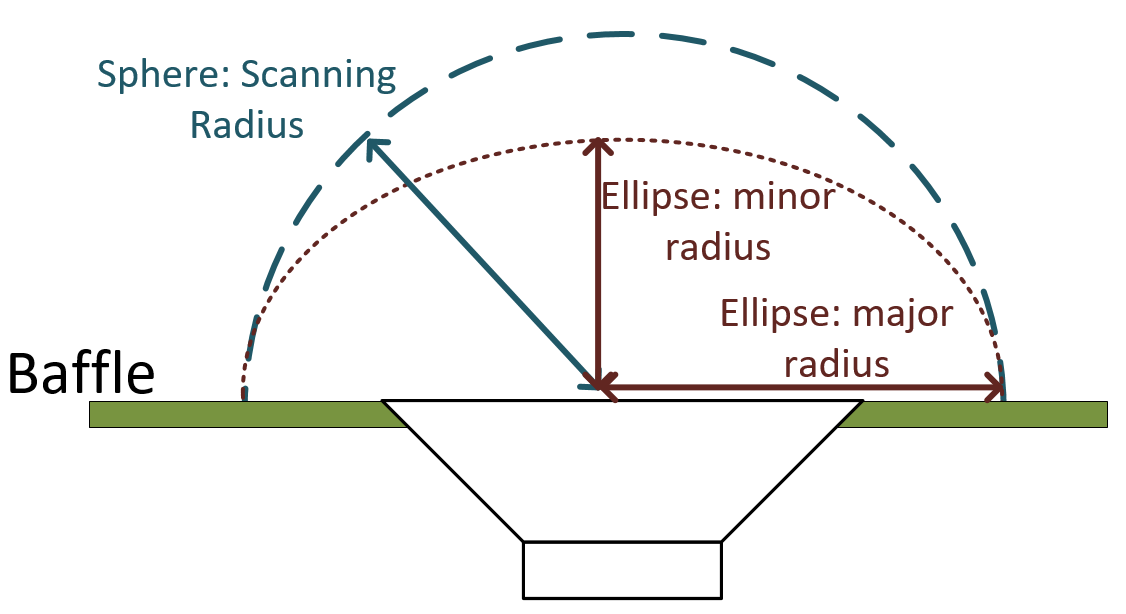 Sphere: Scanning
Radius
Ellipse: minor
radius
Ellipse: major
radius
Baffle